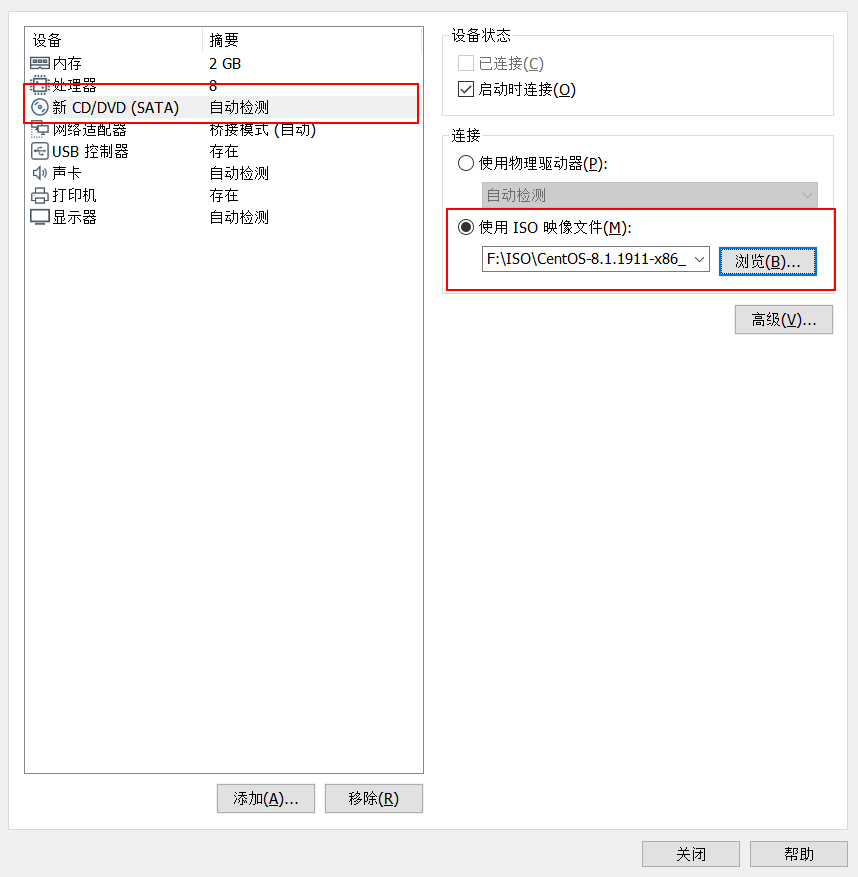 设备 摘要
内存 2 GB
处理器 8
新 CD/DVD (SATA) 自动检测
网络适配器 桥接模式 (自动)
USB 控制器 存在
声卡 自动检测
打印机 存在
显示器 自动检测
添加(A)... 移除(R)
设备状态
已连接(C)
启动时连接(O)
连接
使用物理驱动器(P):
自动检测
使用 ISO 映像文件(M):
F:\ISO\CentOS-8.1.1911-x86_ 浏览(B)...
高级(V)...
关闭 帮助